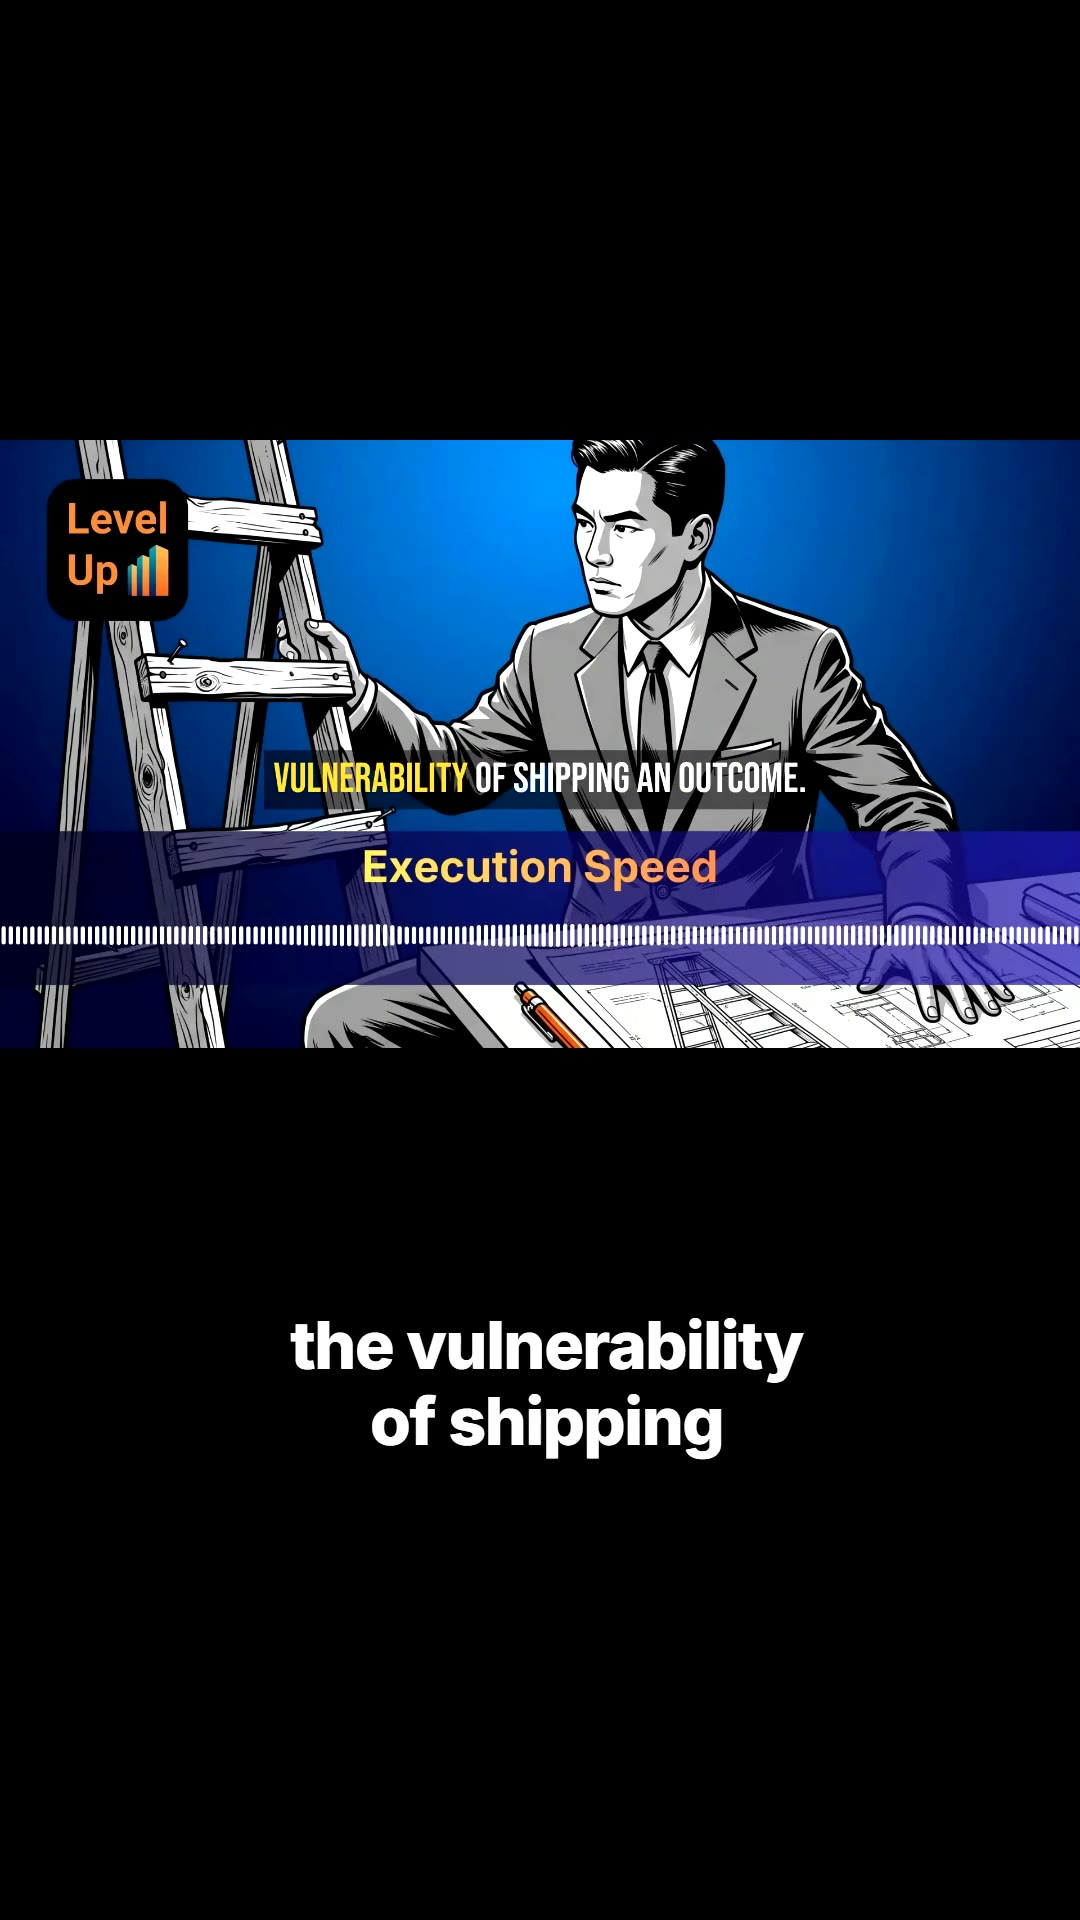 Level
Up
VULNERABILITY OF SHIPPING AN OUTCOME.
Execution Speed
the vulnerability
of shipping